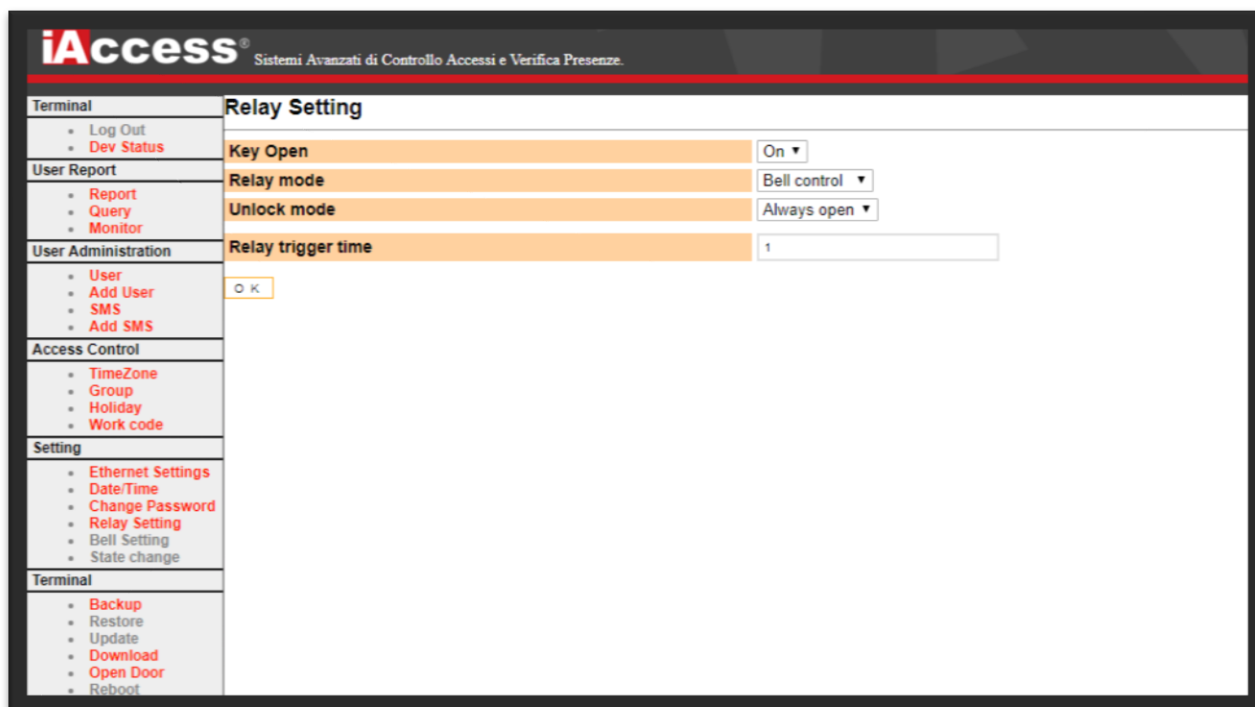 iAccess®
Sistemi Avanzati di Controllo Accessi e Verifica Presenze.
Terminal
Log Out
Dev Status
User Report
Report
Query
Monitor
User Administration
User
Add User
SMS
Add SMS
Access Control
TimeZone
Group
Holiday
Work code
Setting
Ethernet Settings
Date/Time
Change Password
Relay Setting
Bell Setting
State change
Terminal
Backup
Restore
Update
Download
Open Door
Reboot
Relay Setting
Key Open On
Relay mode Bell control
Unlock mode Always open
Relay trigger time 1
O K